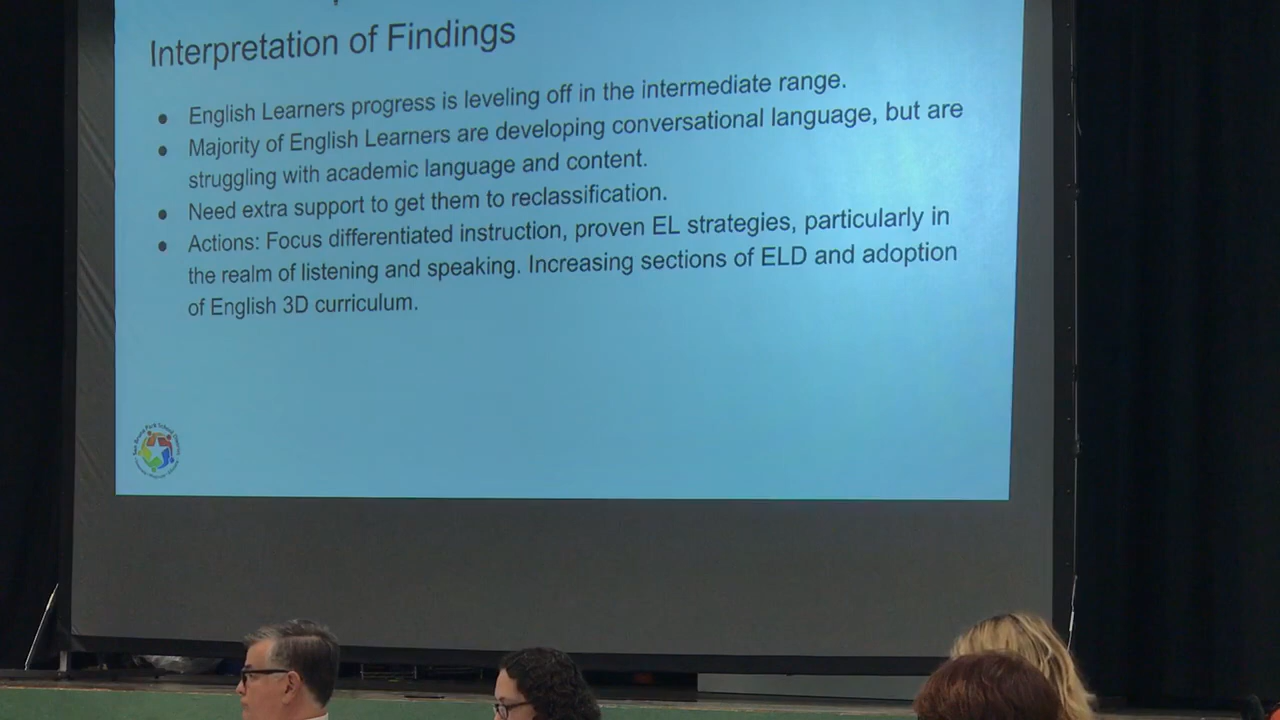 Interpretation of Findings
● English Learners progress is leveling off in the intermediate range.
● Majority of English Learners are developing conversational language, but are
struggling with academic language and content.
● Need extra support to get them to reclassification.
● Actions: Focus differentiated instruction, proven EL strategies, particularly in
the realm of listening and speaking. Increasing sections of ELD and adoption
of English 3D curriculum.
Park School